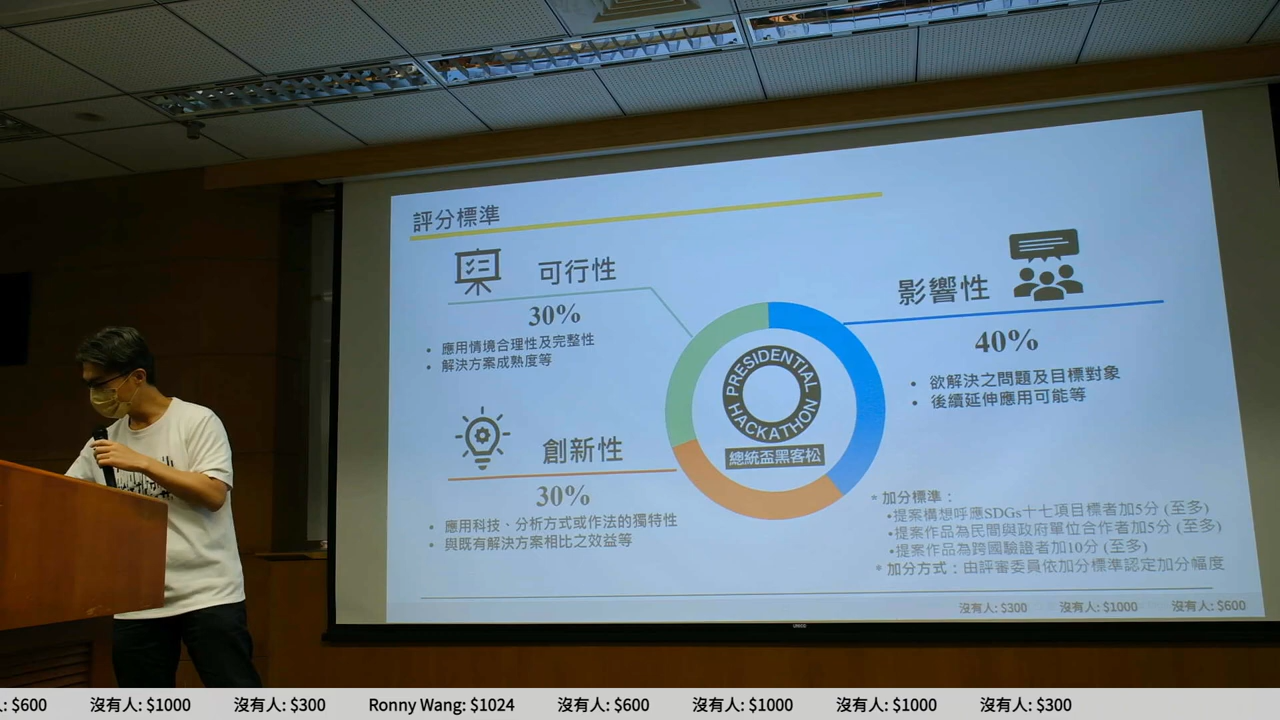 評分標準
可行性
30%
• 應用情境合理性及完整性
• 解決方案成熟度等
創新性
30%
• 應用科技、分析方式或作法的獨特性
• 與既有解決方案相比之效益等
PRESIDENTIAL HACKATHON
總統盃黑客松
影響性
40%
• 欲解決之問題及目標對象
• 後續延伸應用可能等
* 加分標準：
•提案構想呼應SDGs十七項目標者加5分 (至多)
•提案作品為民間與政府單位合作者加5分 (至多)
•提案作品為跨國驗證者加10分 (至多)
* 加分方式：由評審委員依加分標準認定加分幅度
沒有人: $300 沒有人: $1000 沒有人: $600
: $600 沒有人: $1000 沒有人: $300 Ronny Wang: $1024 沒有人: $600 沒有人: $1000 沒有人: $1000 沒有人: $300